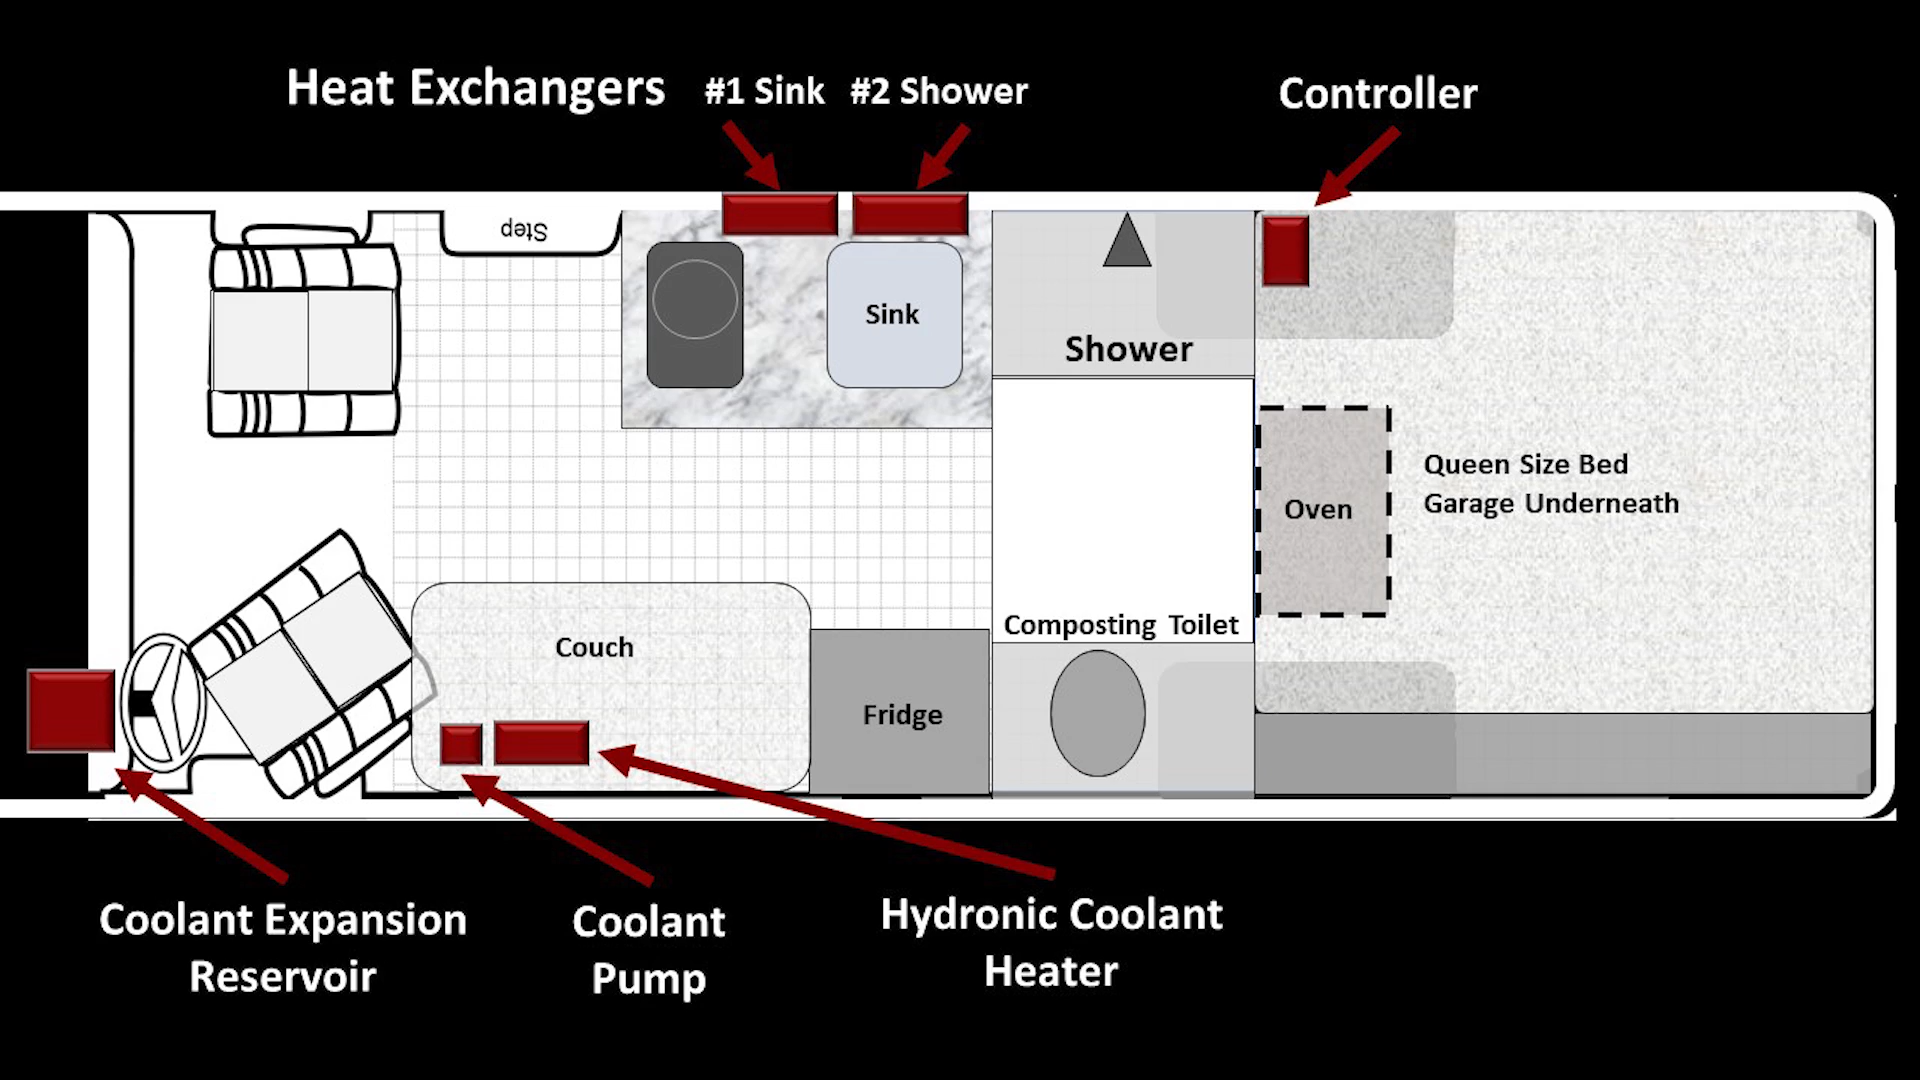 Heat Exchangers #1 Sink #2 Shower
Controller
Step
Sink
Shower
Queen Size Bed
Garage Underneath
Oven
Composting Toilet
Couch
Fridge
Coolant Expansion
Reservoir
Coolant
Pump
Hydronic Coolant
Heater